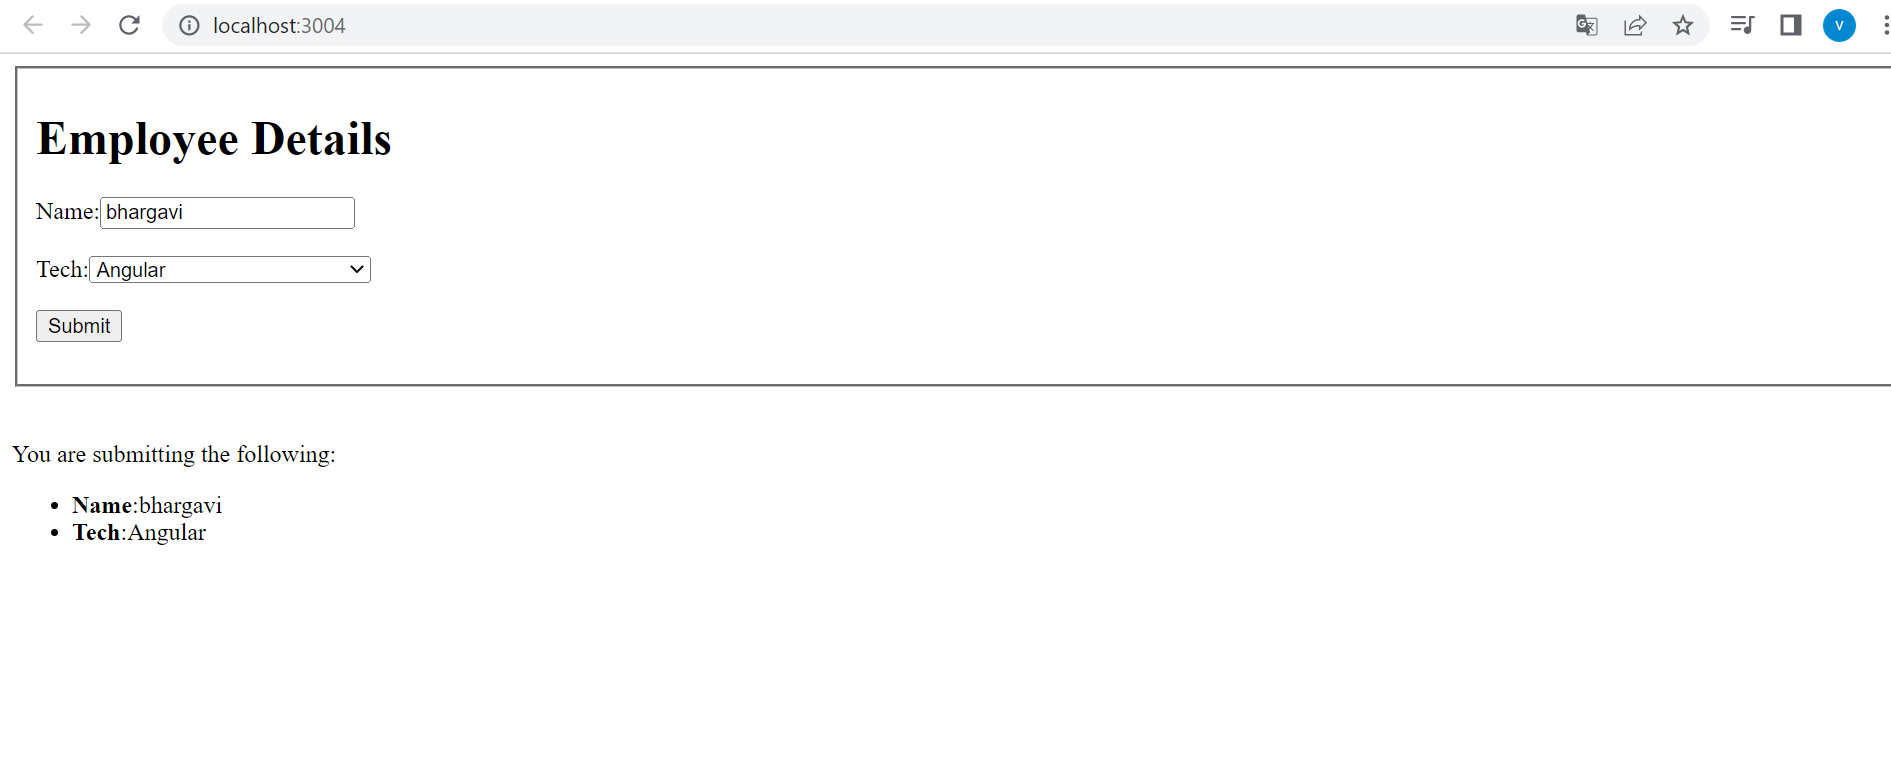 localhost:3004
V
Employee Details
Name: bhargavi
Tech: Angular
Submit
You are submitting the following:
• Name:bhargavi
• Tech:Angular